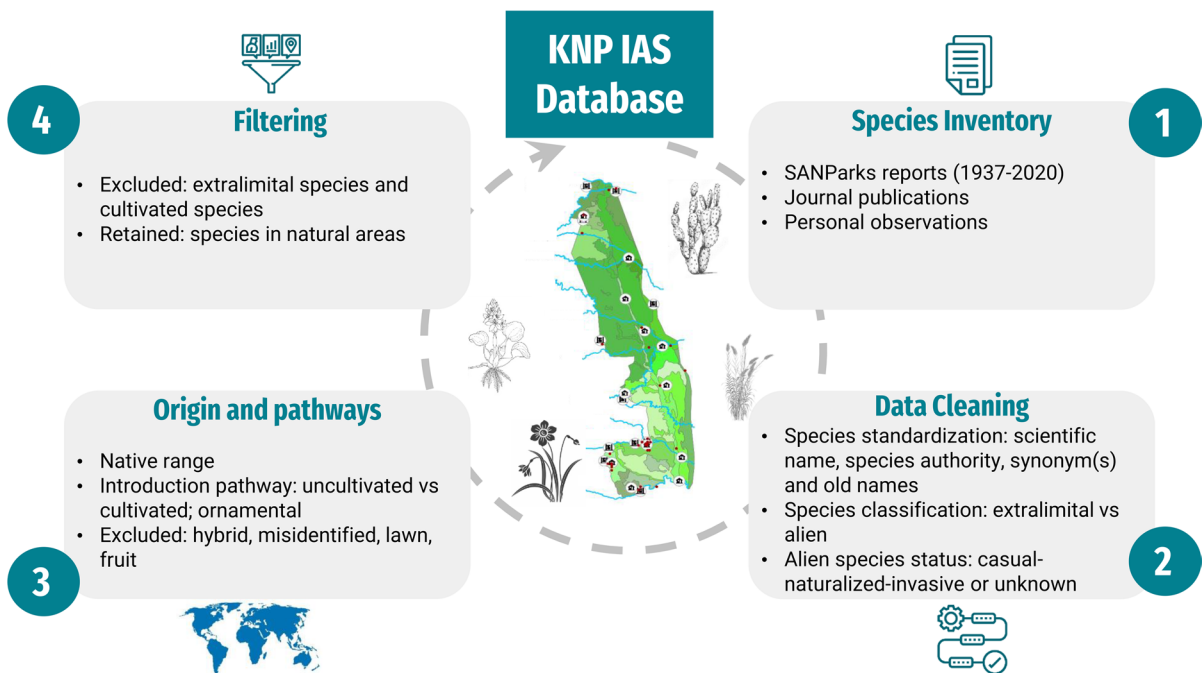 KNP IAS
Database
1
Species Inventory
• SANParks reports (1937-2020)
• Journal publications
• Personal observations
2
Data Cleaning
• Species standardization: scientific
name, species authority, synonym(s)
and old names
• Species classification: extralimital vs
alien
• Alien species status: casual-
naturalized-invasive or unknown
3
Origin and pathways
• Native range
• Introduction pathway: uncultivated vs
cultivated; ornamental
• Excluded: hybrid, misidentified, lawn,
fruit
4
Filtering
• Excluded: extralimital species and
cultivated species
• Retained: species in natural areas